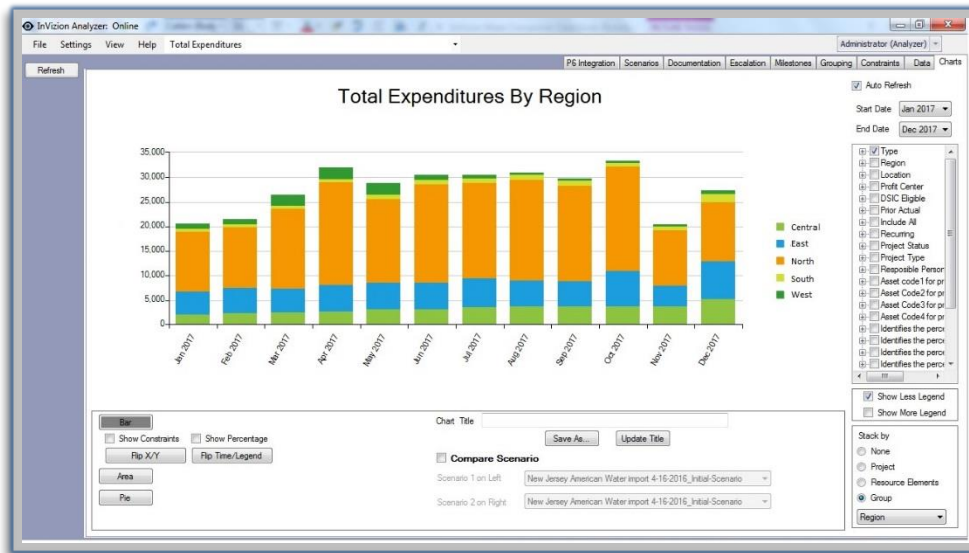 InVizion Analyzer: Online
File Settings View Help Total Expenditures Administrator (Analyzer)
P6 Integration Scenarios Documentation Escalation Milestones Grouping Constraints Data Charts
Refresh
Auto Refresh
Start Date Jan 2017
End Date Dec 2017
Total Expenditures By Region
35,000
30,000
25,000
20,000
15,000
10,000
5,000
0
Jan 2017
Feb 2017
Mar 2017
Apr 2017
May 2017
Jun 2017
Jul 2017
Aug 2017
Sep 2017
Oct 2017
Nov 2017
Dec 2017
Central
East
North
South
West
Type
Region
Location
Profit Center
DSIC Eligible
Prior Actual
Include All
Recurring
Project Status
Project Type
Resposible Person
Asset code1 for pr
Asset Code2 for pr
Asset Code3 for pr
Asset Code4 for pr
Identifies the perce
Identifies the perce
Identifies the perce
Identifies the perce
Show Less Legend
Show More Legend
Bar
Show Constraints Show Percentage
Flip X/Y Flip Time/Legend
Area
Pie
Chart Title
Save As... Update Title
Compare Scenario
Scenario 1 on Left New Jersey American Water import 4-16-2016_Initial-Scenario
Scenario 2 on Right New Jersey American Water import 4-16-2016_Initial-Scenario
Stack by
None
Project
Resource Elements
Group
Region